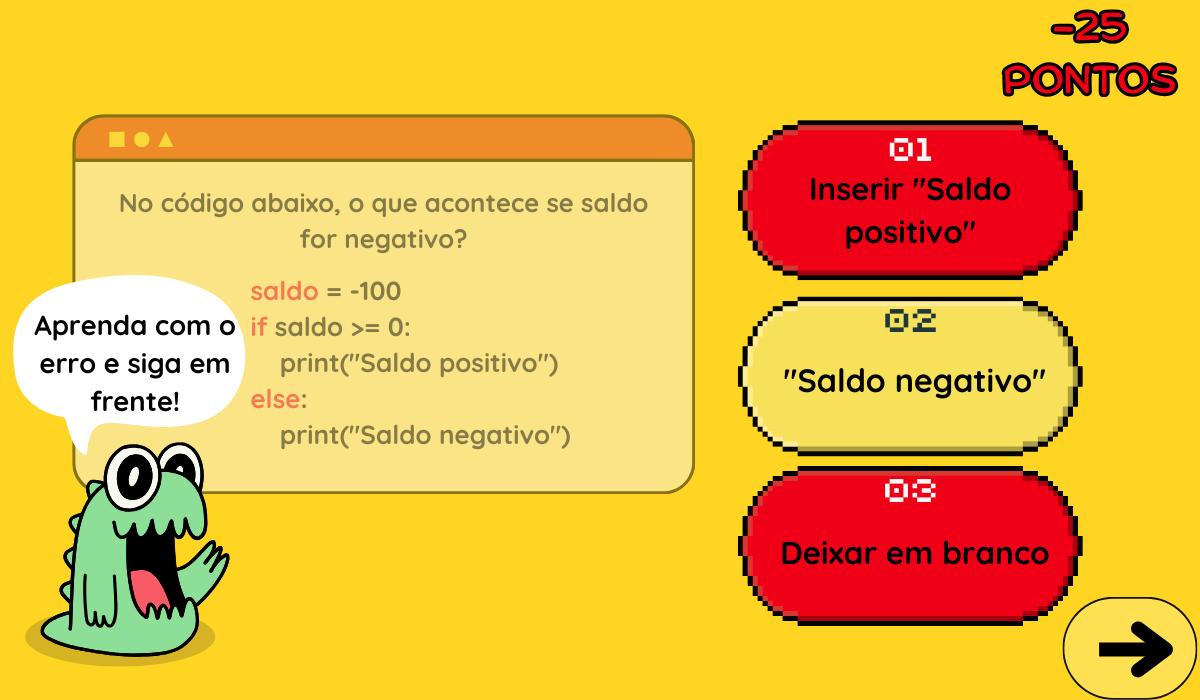 -25
PONTOS
No código abaixo, o que acontece se saldo
for negativo?
saldo = -100
if saldo >= 0:
print("Saldo positivo")
else:
print("Saldo negativo")
Aprenda com o
erro e siga em
frente!
01
Inserir "Saldo
positivo"
02
"Saldo negativo"
03
Deixar em branco